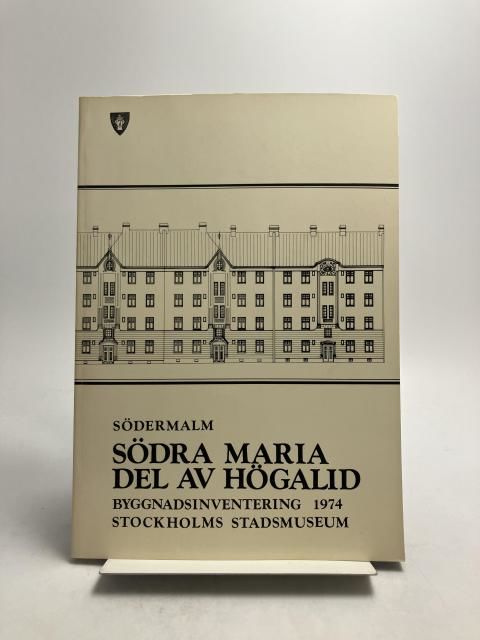 SÖDERMALM
SÖDRA MARIA
DEL AV HÖGALID
BYGGNADSINVENTERING 1974
STOCKHOLMS STADSMUSEUM